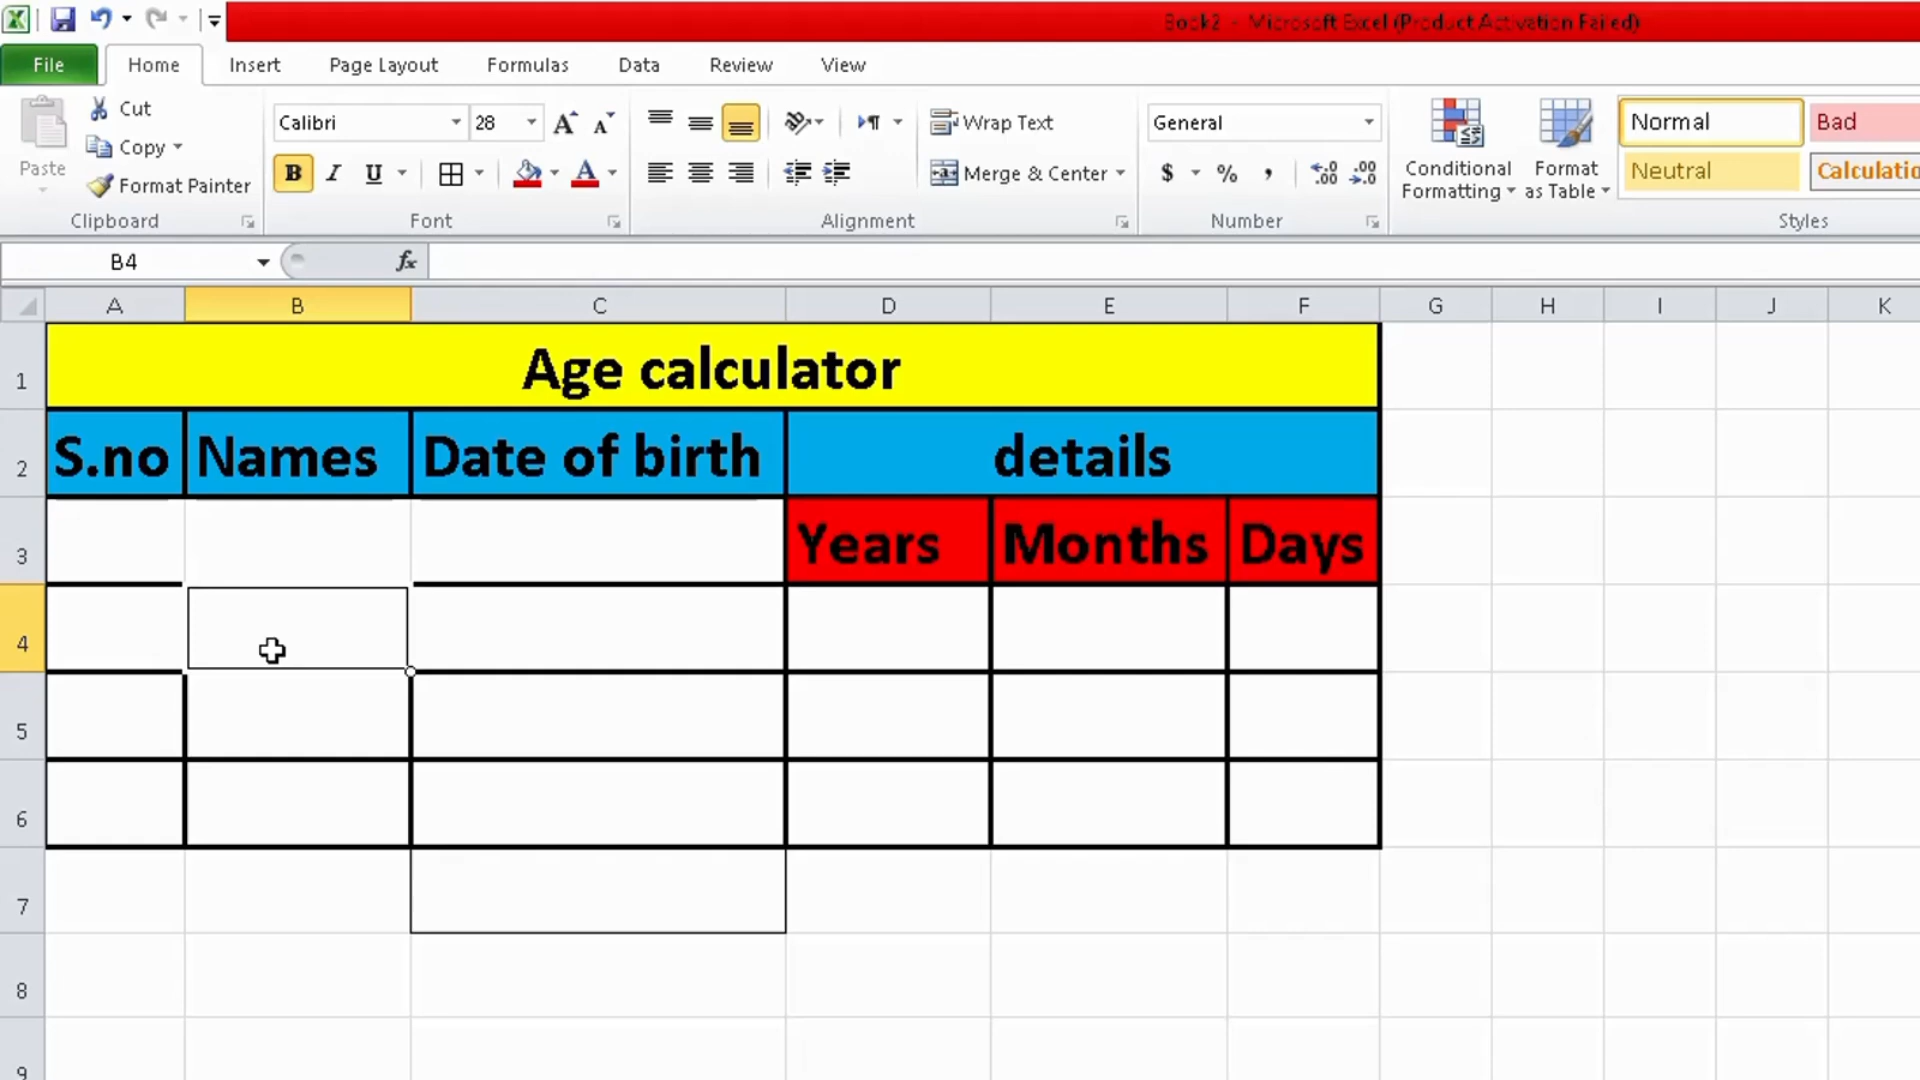 Book2 - Microsoft Excel (Product Activation Failed)
File Home Insert Page Layout Formulas Data Review View
Paste
Cut
Copy
Format Painter
Clipboard
Calibri 28
B I U
Font
Wrap Text
Merge & Center
Alignment
General
$ % ,
Number
Conditional Formatting
Format as Table
Normal Bad
Neutral Calculatio
Styles
B4 fx
A B C D E F G H I J K
1 Age calculator
2 S.no Names Date of birth details
3 Years Months Days
4
5
6
7
8
9